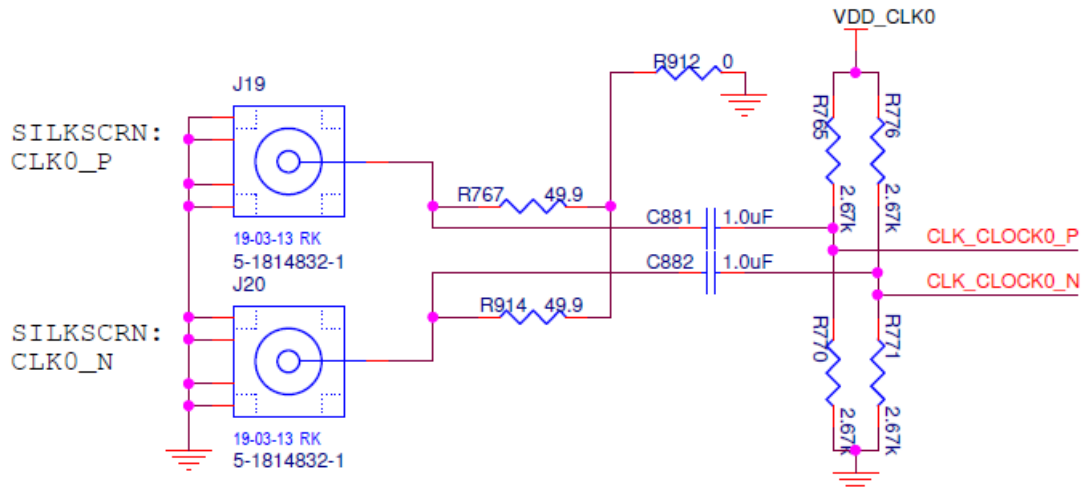 VDD_CLK0
R912 0
J19
SILKSCRN:
CLK0_P
R765
R776
2.67k
2.67k
R767 49.9
C881 1.0uF
19-03-13 RK
5-1814832-1
CLK_CLOCK0_P
C882 1.0uF
CLK_CLOCK0_N
J20
R914 49.9
SILKSCRN:
CLK0_N
R770
R771
2.67k
2.67k
19-03-13 RK
5-1814832-1